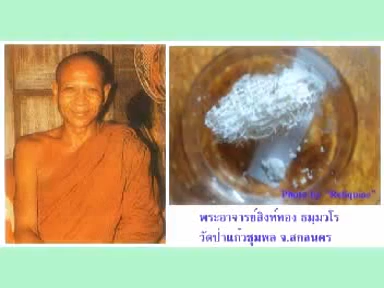 Photo by "Reliquiae"
พระอาจารย์สิงห์ทอง ธมฺมวโร
วัดป่าแก้วชุมพล จ.สกลนคร